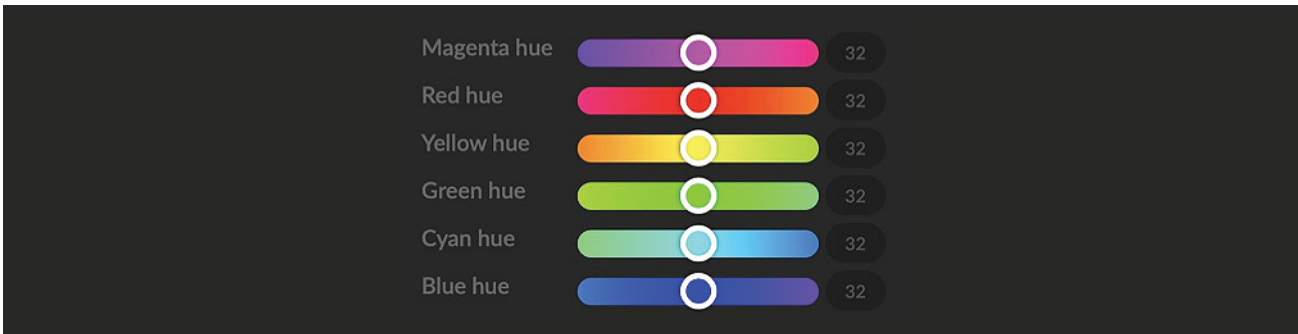 Magenta hue 32
Red hue 32
Yellow hue 32
Green hue 32
Cyan hue 32
Blue hue 32